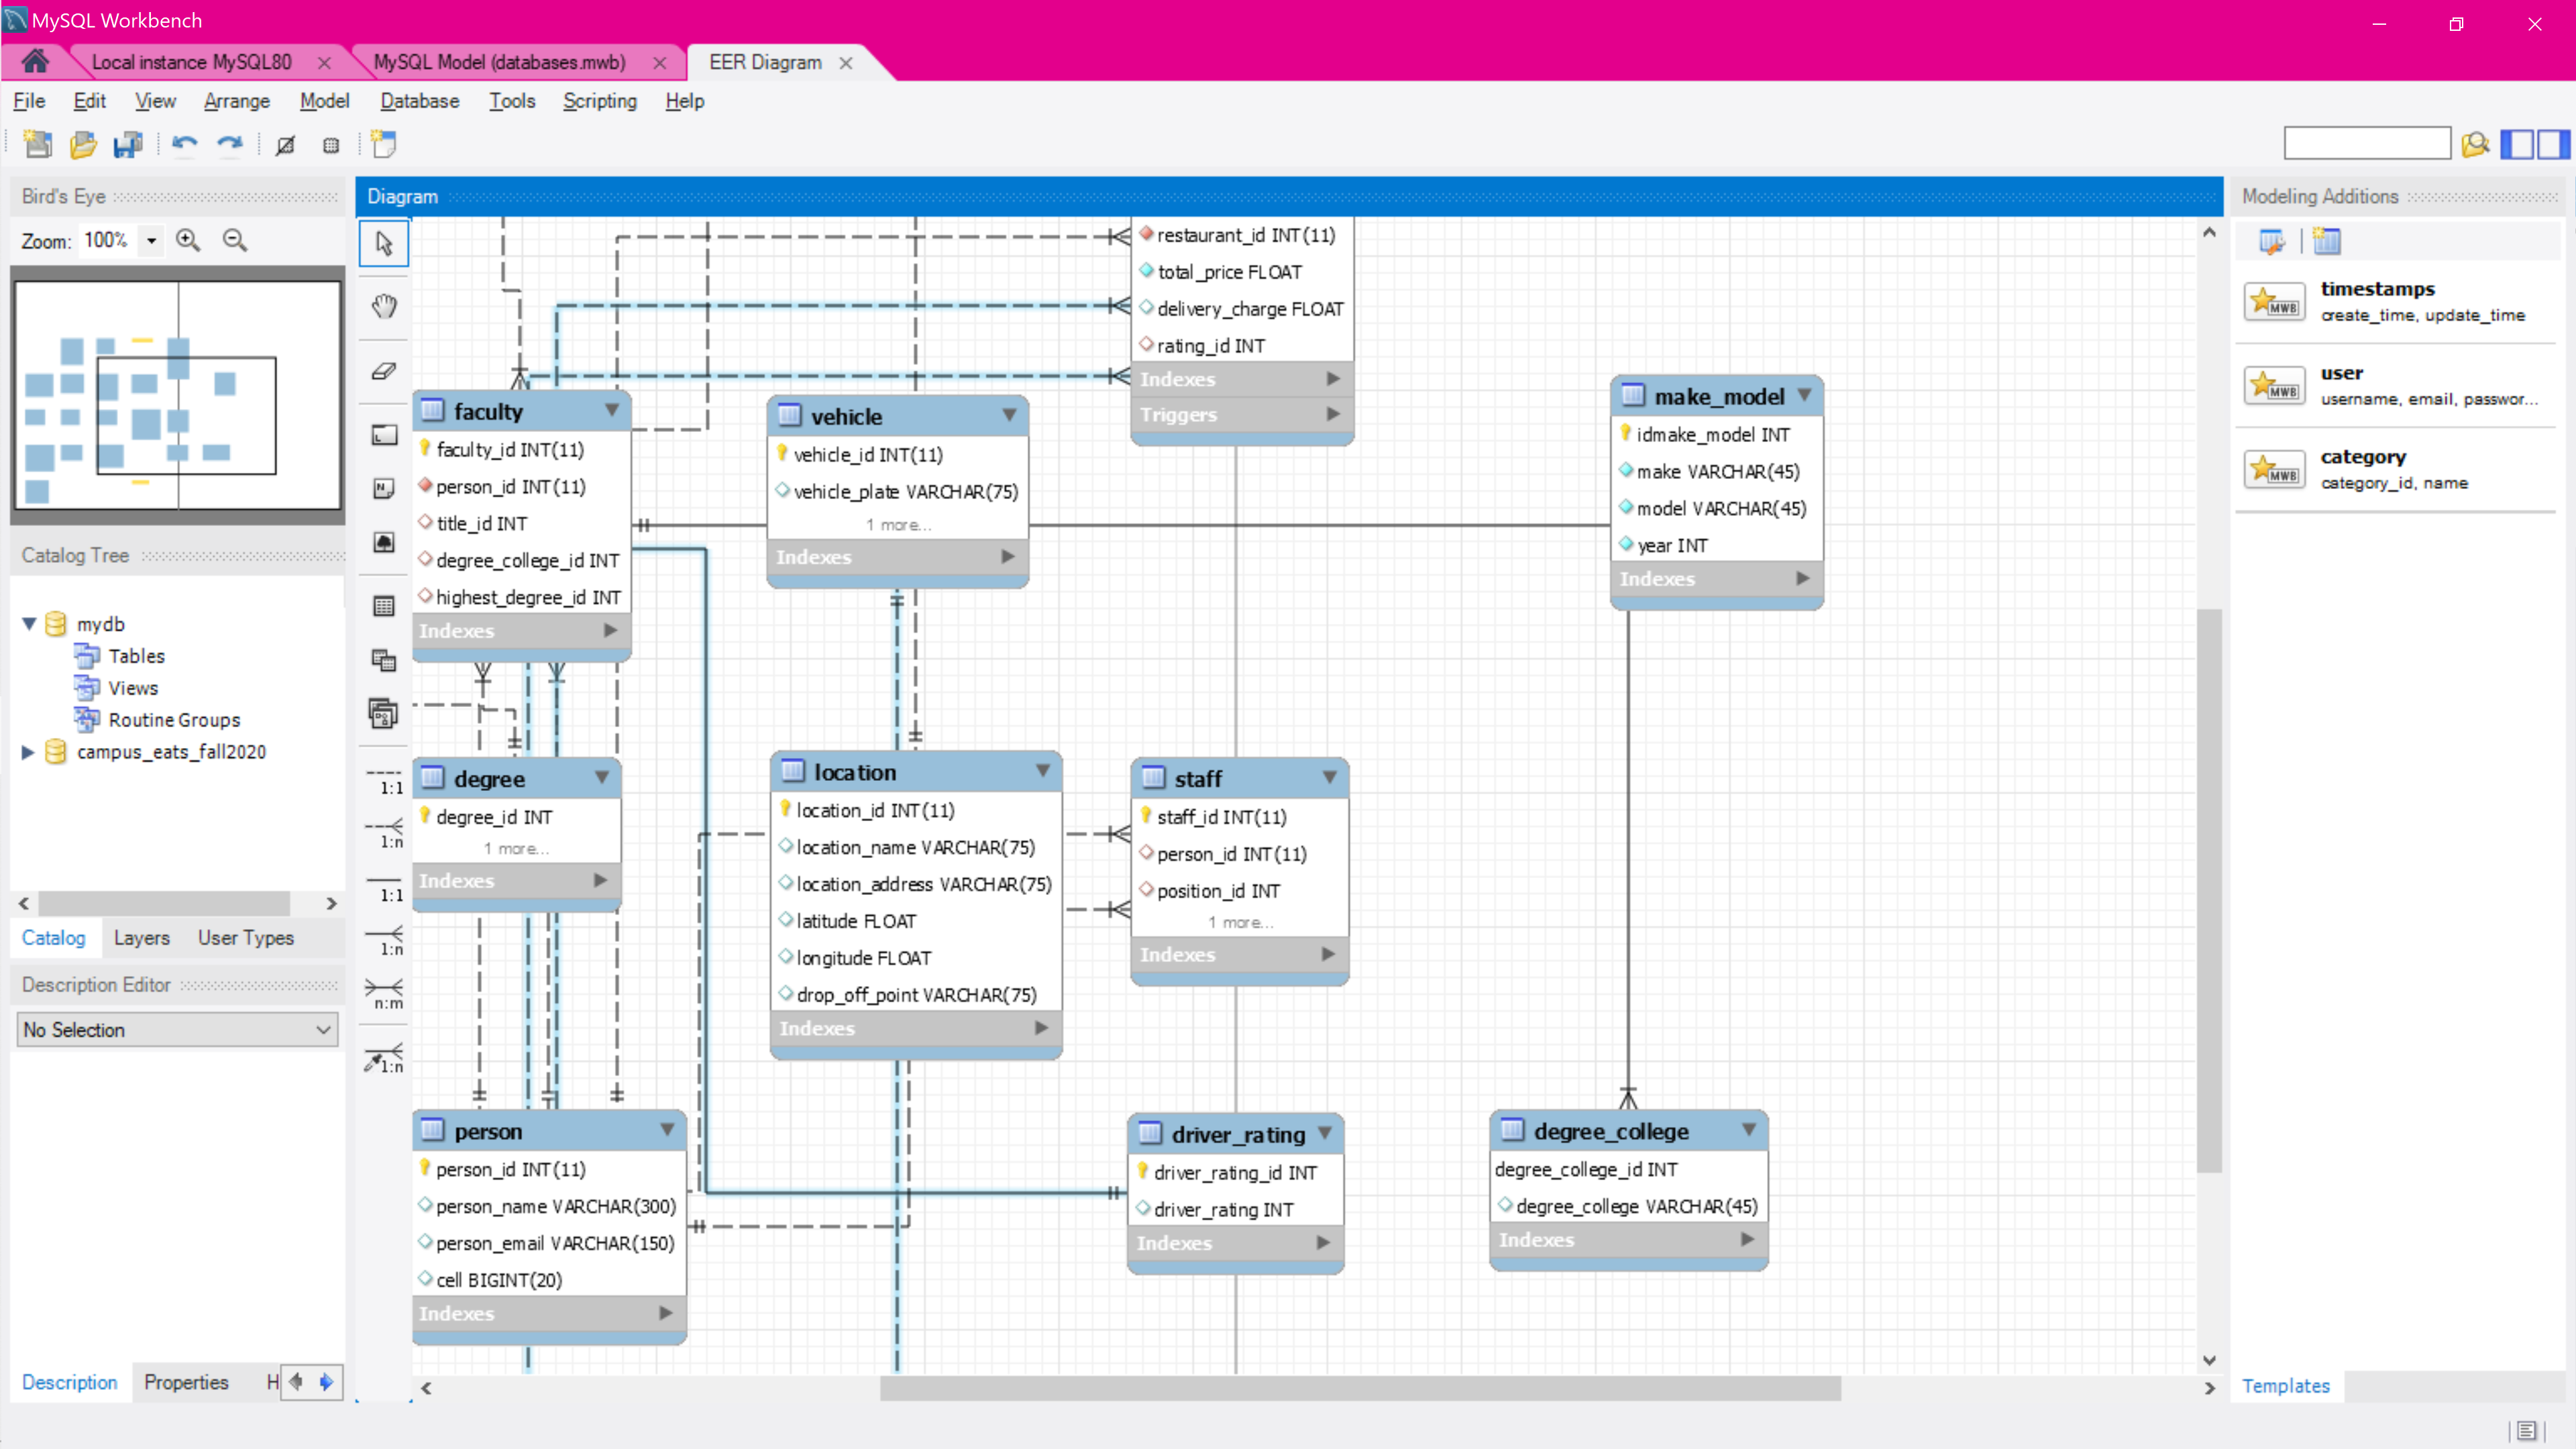 MySQL Workbench
Local instance MySQL80
MySQL Model (databases.mwb)
EER Diagram
File Edit View Arrange Model Database Tools Scripting Help
Bird's Eye
Zoom: 100%
Catalog Tree
mydb
Tables
Views
Routine Groups
campus_eats_fall2020
Catalog Layers User Types
Description Editor
No Selection
Description Properties H
Diagram
1:1
1:n
1:1
1:n
n:m
1:n
restaurant_id INT(11)
total_price FLOAT
delivery_charge FLOAT
rating_id INT
Indexes
Triggers
faculty
faculty_id INT(11)
person_id INT(11)
title_id INT
degree_college_id INT
highest_degree_id INT
Indexes
vehicle
vehicle_id INT(11)
vehicle_plate VARCHAR(75)
1 more...
Indexes
make_model
idmake_model INT
make VARCHAR(45)
model VARCHAR(45)
year INT
Indexes
degree
degree_id INT
1 more...
Indexes
location
location_id INT(11)
location_name VARCHAR(75)
location_address VARCHAR(75)
latitude FLOAT
longitude FLOAT
drop_off_point VARCHAR(75)
Indexes
staff
staff_id INT(11)
person_id INT(11)
position_id INT
1 more...
Indexes
person
person_id INT(11)
person_name VARCHAR(300)
person_email VARCHAR(150)
cell BIGINT(20)
Indexes
driver_rating
driver_rating_id INT
driver_rating INT
Indexes
degree_college
degree_college_id INT
degree_college VARCHAR(45)
Indexes
Modeling Additions
MWB
timestamps
create_time, update_time
MWB
user
username, email, passwor...
MWB
category
category_id, name
Templates